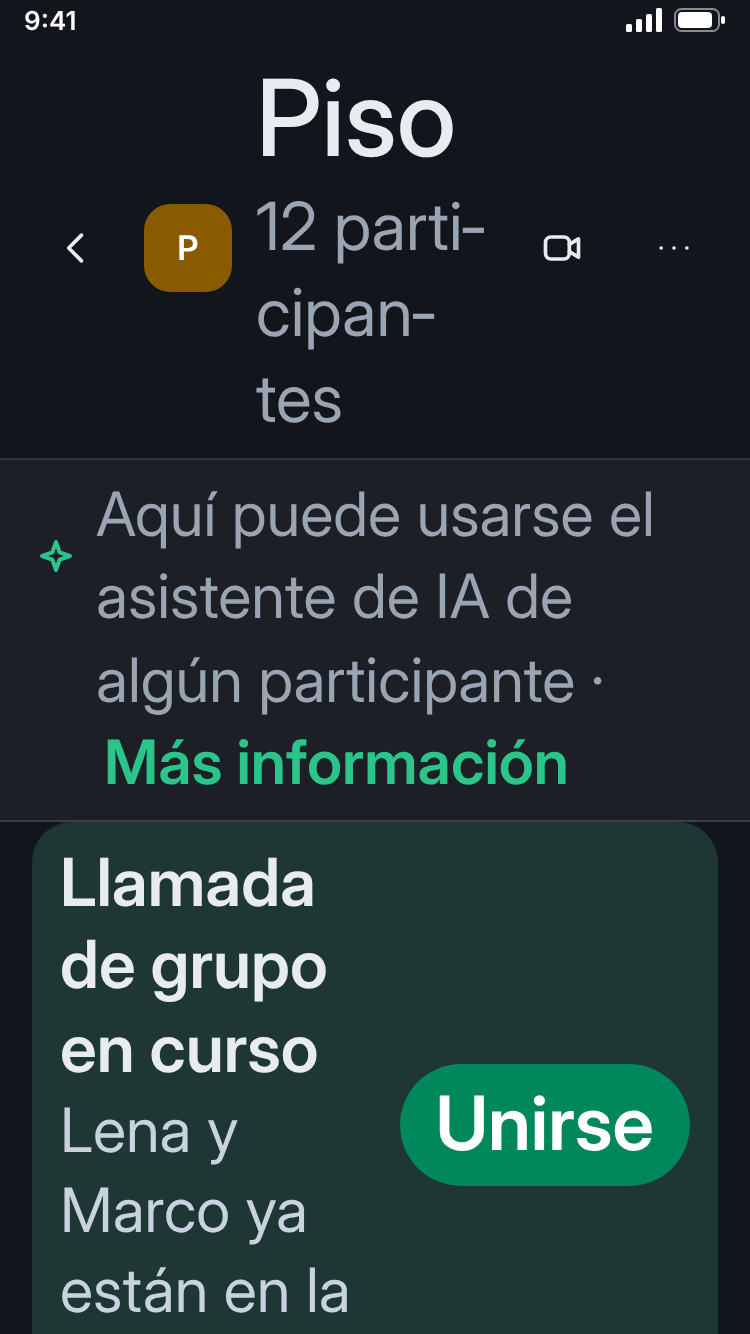 9:41
Piso
P
12 parti-
cipan-
tes
Aquí puede usarse el
asistente de IA de
algún participante ·
Más información
Llamada
de grupo
en curso
Lena y
Marco ya
están en la
Unirse